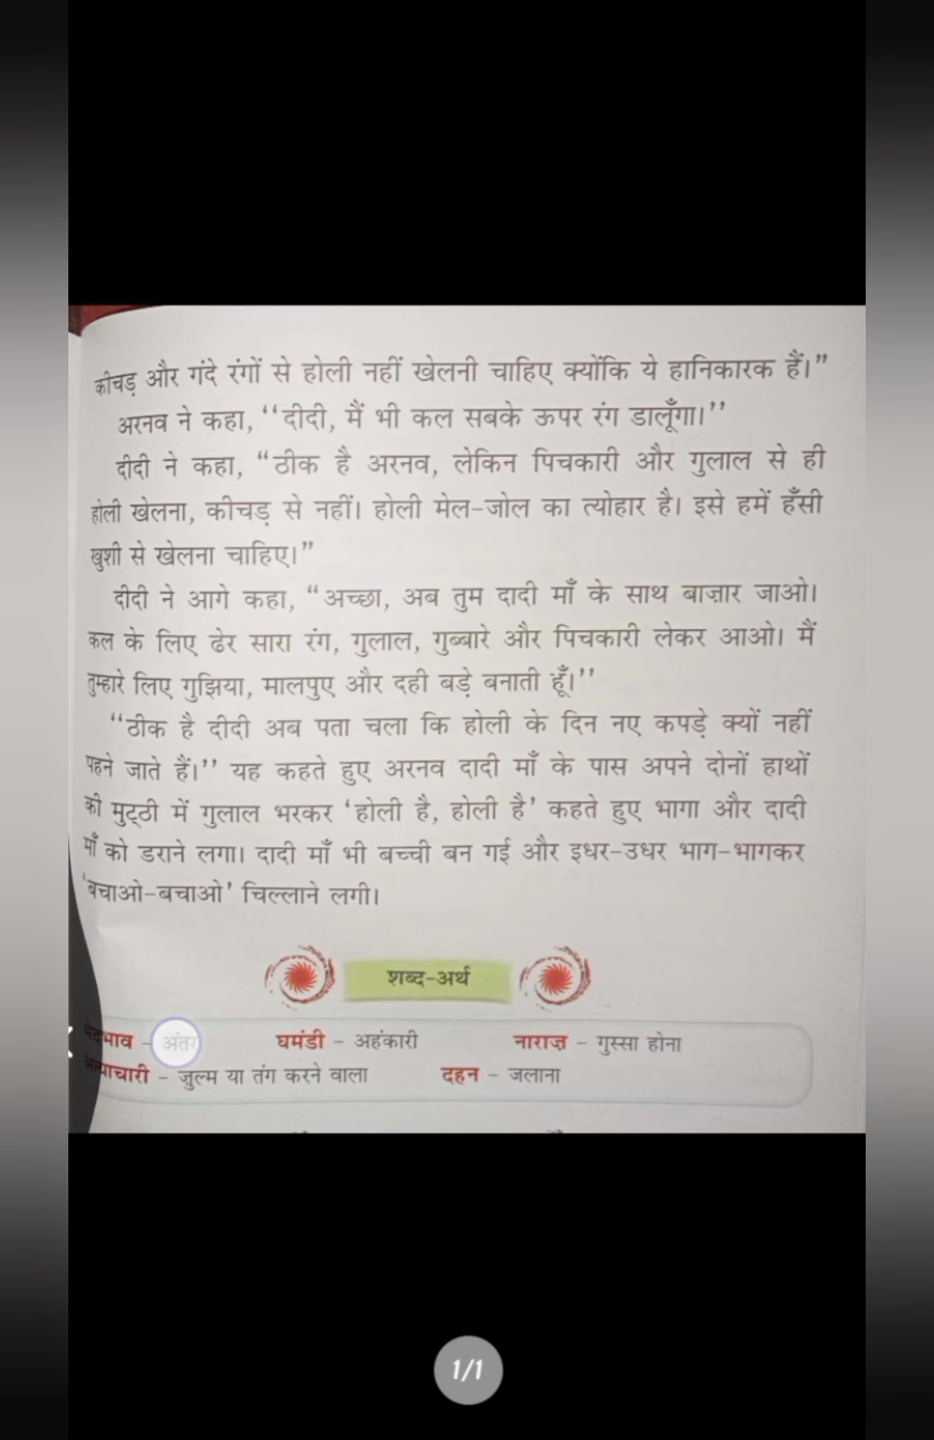 कीचड़ और गंदे रंगों से होली नहीं खेलनी चाहिए क्योंकि ये हानिकारक हैं।”
अरनव ने कहा, ‘‘दीदी, मैं भी कल सबके ऊपर रंग डालूँगा।’’
दीदी ने कहा, “ठीक है अरनव, लेकिन पिचकारी और गुलाल से ही
होली खेलना, कीचड़ से नहीं। होली मेल-जोल का त्योहार है। इसे हमें हँसी
खुशी से खेलना चाहिए।”
दीदी ने आगे कहा, “अच्छा, अब तुम दादी माँ के साथ बाज़ार जाओ।
कल के लिए ढेर सारा रंग, गुलाल, गुब्बारे और पिचकारी लेकर आओ। मैं
तुम्हारे लिए गुझिया, मालपुए और दही बड़े बनाती हूँ।’’
‘‘ठीक है दीदी अब पता चला कि होली के दिन नए कपड़े क्यों नहीं
पहने जाते हैं।’’ यह कहते हुए अरनव दादी माँ के पास अपने दोनों हाथों
की मुट्ठी में गुलाल भरकर ‘होली है, होली है’ कहते हुए भागा और दादी
माँ को डराने लगा। दादी माँ भी बच्ची बन गई और इधर-उधर भाग-भागकर
‘बचाओ-बचाओ’ चिल्लाने लगी।
शब्द-अर्थ
भेदभाव - अंतर घमंडी - अहंकारी नाराज़ - गुस्सा होना
अत्याचारी - जुल्म या तंग करने वाला दहन - जलाना
1/1